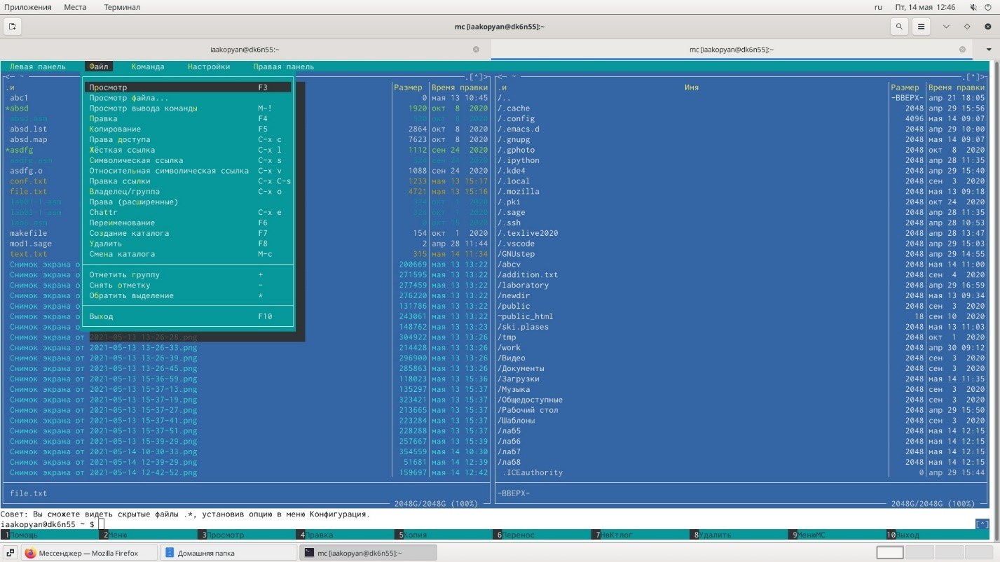 Приложения Места Терминал ru Пт, 14 мая 12:46
mc [iaakopyan@dk6n55]:~
iaakopyan@dk6n55:~ mc [iaakopyan@dk6n55]:~
Левая панель Файл Команда Настройки Правая панель
<− ~ .[^]> <− ~ .[^]>
.и Просмотр F3 Размер Время правки .и Имя Размер Время правки
abc1 Просмотр файла... 0 мая 13 10:45 /.. -ВВЕРХ- апр 21 18:05
*absd Просмотр вывода команды M-! 1920 окт 8 2020 /.cache 2048 апр 29 15:56
Правка F4 /.config 4096 мая 14 09:07
absd.lst Копирование F5 2864 окт 8 2020 /.emacs.d 2048 апр 29 10:00
absd.map Права доступа C-x c 7623 окт 8 2020 /.gnupg 2048 мая 14 09:07
*asdfg Жёсткая ссылка C-x l 1112 сен 24 2020 /.gphoto 2048 окт 8 2020
Символическая ссылка C-x s /.ipython 2048 апр 28 11:35
asdfg.o Относительная символическая ссылка C-x v 1088 сен 24 2020 /.kde4 2048 апр 29 15:40
conf.txt Правка ссылки C-x C-s 1233 мая 13 15:17 /.local 2048 сен 3 2020
file.txt Владелец/группа C-x o 4721 мая 13 15:16 /.mozilla 2048 мая 13 09:18
Права (расширенные) /.pki 2048 окт 24 2020
Chattr C-x e /.sage 2048 апр 28 11:35
Переименование F6 /.ssh 2048 апр 28 10:53
makefile Создание каталога F7 154 окт 1 2020 /.texlive2020 2048 апр 28 13:47
mod1.sage Удалить F8 2 апр 28 11:44 /.vscode 2048 апр 29 15:03
text.txt Смена каталога M-c 315 мая 14 11:34 /GNUstep 2048 апр 29 14:55
Снимок экрана о 200669 мая 13 13:22 /abcv 2048 мая 14 11:00
Снимок экрана о Отметить группу + 271595 мая 13 13:22 /addition.txt 2048 сен 4 2020
Снимок экрана о Снять отметку - 277459 мая 13 13:22 /laboratory 2048 апр 29 16:59
Снимок экрана о Обратить выделение * 276220 мая 13 13:22 /newdir 2048 мая 13 09:34
Снимок экрана о 131786 мая 13 13:22 /public 2048 сен 3 2020
Снимок экрана о Выход F10 243061 мая 13 13:22 ~public_html 18 сен 10 2020
Снимок экрана о 148762 мая 13 13:23 /ski.plases 2048 мая 13 11:03
Снимок экрана от 2021-05-13 13-26-28.png 304922 мая 13 13:26 /tmp 2048 окт 1 2020
Снимок экрана от 2021-05-13 13-26-33.png 214428 мая 13 13:26 /work 2048 апр 30 09:12
Снимок экрана от 2021-05-13 13-26-39.png 296900 мая 13 13:26 /Видео 2048 сен 3 2020
Снимок экрана от 2021-05-13 13-26-45.png 285863 мая 13 13:26 /Документы 2048 сен 3 2020
Снимок экрана от 2021-05-13 15-36-59.png 118023 мая 13 15:36 /Загрузки 2048 мая 14 11:35
Снимок экрана от 2021-05-13 15-37-13.png 135297 мая 13 15:37 /Музыка 2048 сен 3 2020
Снимок экрана от 2021-05-13 15-37-19.png 323421 мая 13 15:37 /Общедоступные 2048 сен 3 2020
Снимок экрана от 2021-05-13 15-37-27.png 213665 мая 13 15:37 /Рабочий стол 2048 апр 29 15:50
Снимок экрана от 2021-05-13 15-37-41.png 223284 мая 13 15:37 /Шаблоны 2048 сен 3 2020
Снимок экрана от 2021-05-13 15-37-51.png 228288 мая 13 15:37 /лаб5 2048 мая 14 12:15
Снимок экрана от 2021-05-13 15-39-29.png 257667 мая 13 15:39 /лаб6 2048 мая 14 12:15
Снимок экрана от 2021-05-14 10-30-33.png 354559 мая 14 10:30 /лаб7 2048 мая 14 12:15
Снимок экрана от 2021-05-14 12-39-29.png 51681 мая 14 12:39 /лаб8 2048 мая 14 12:15
Снимок экрана от 2021-05-14 12-42-52.png 159697 мая 14 12:42 .ICEauthority 0 апр 29 15:44
file.txt -ВВЕРХ-
2048G/2048G (100%) 2048G/2048G (100%)
Совет: Вы сможете видеть скрытые файлы .*, установив опцию в меню Конфигурация.
iaakopyan@dk6n55 ~ $ [^]
1Помощь 2Меню 3Просмотр 4Правка 5Копия 6Перенос 7НвКтлог 8Удалить 9МенюMC 10Выход
Мессенджер — Mozilla Firefox Домашняя папка mc [iaakopyan@dk6n55]:~